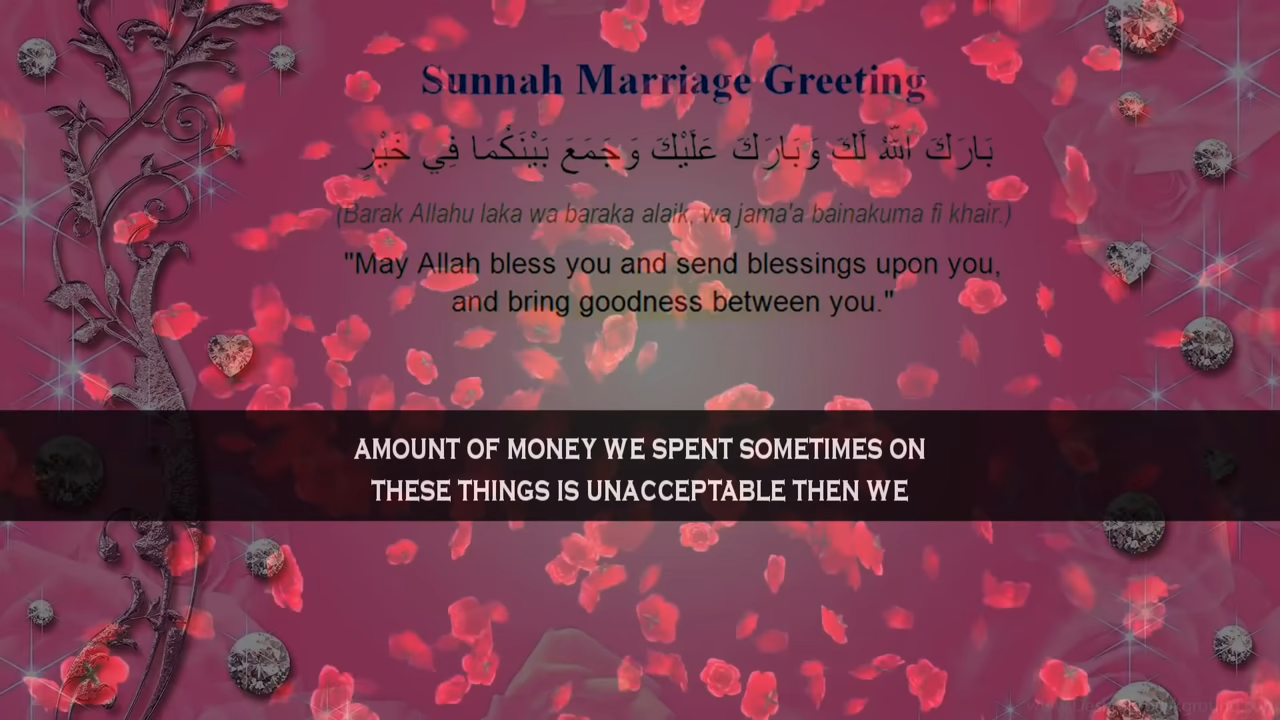 Sunnah Marriage Greeting
بَارَكَ اللهُ لَكَ وَبَارَكَ عَلَيْكَ وَجَمَعَ بَيْنَكُمَا فِي خَيْرٍ
(Barak Allahu laka wa baraka alaik, wa jama'a bainakuma fi khair.)
"May Allah bless you and send blessings upon you,
and bring goodness between you."
AMOUNT OF MONEY WE SPENT SOMETIMES ON
THESE THINGS IS UNACCEPTABLE THEN WE